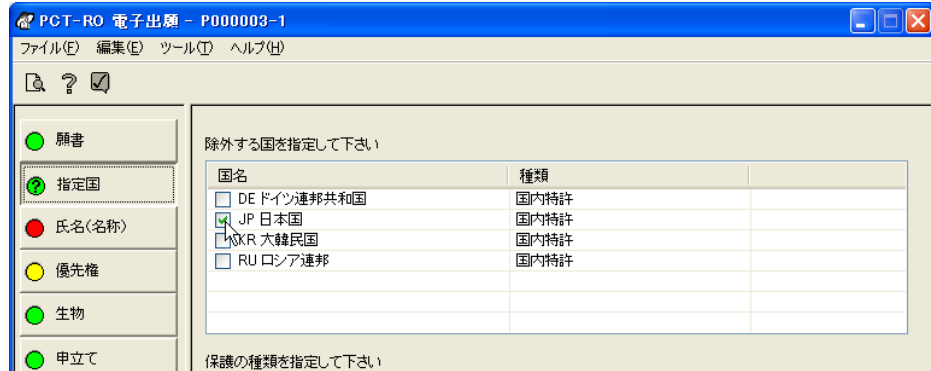 PCT-RO 電子出願 - P000003-1
ファイル(F) 編集(E) ツール(T) ヘルプ(H)
願書
除外する国を指定して下さい
国名 種類
指定国
DE ドイツ連邦共和国 国内特許
JP 日本国 国内特許
氏名(名称)
KR 大韓民国 国内特許
RU ロシア連邦 国内特許
優先権
生物
申立て
保護の種類を指定して下さい